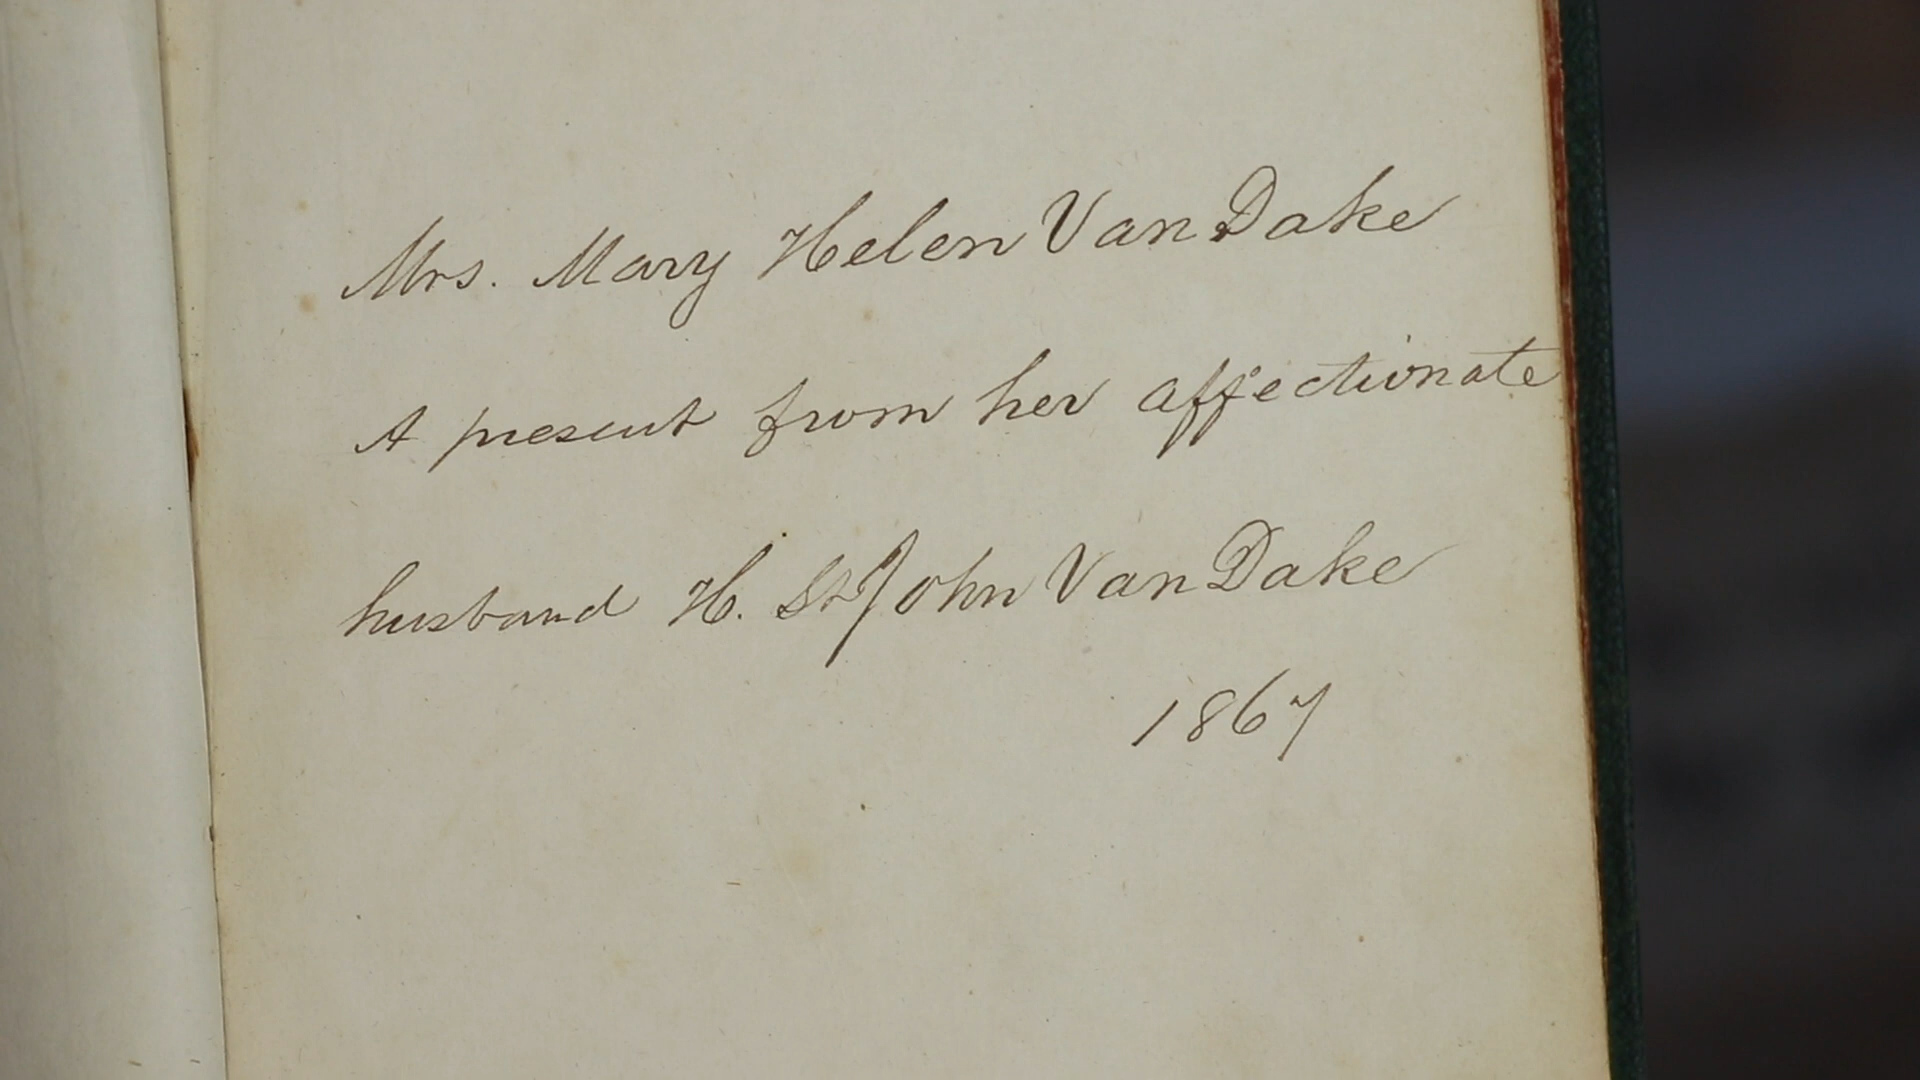 Mrs. Mary Helen Van Dake
A present from her affectionate
husband H. St John Van Dake
1867